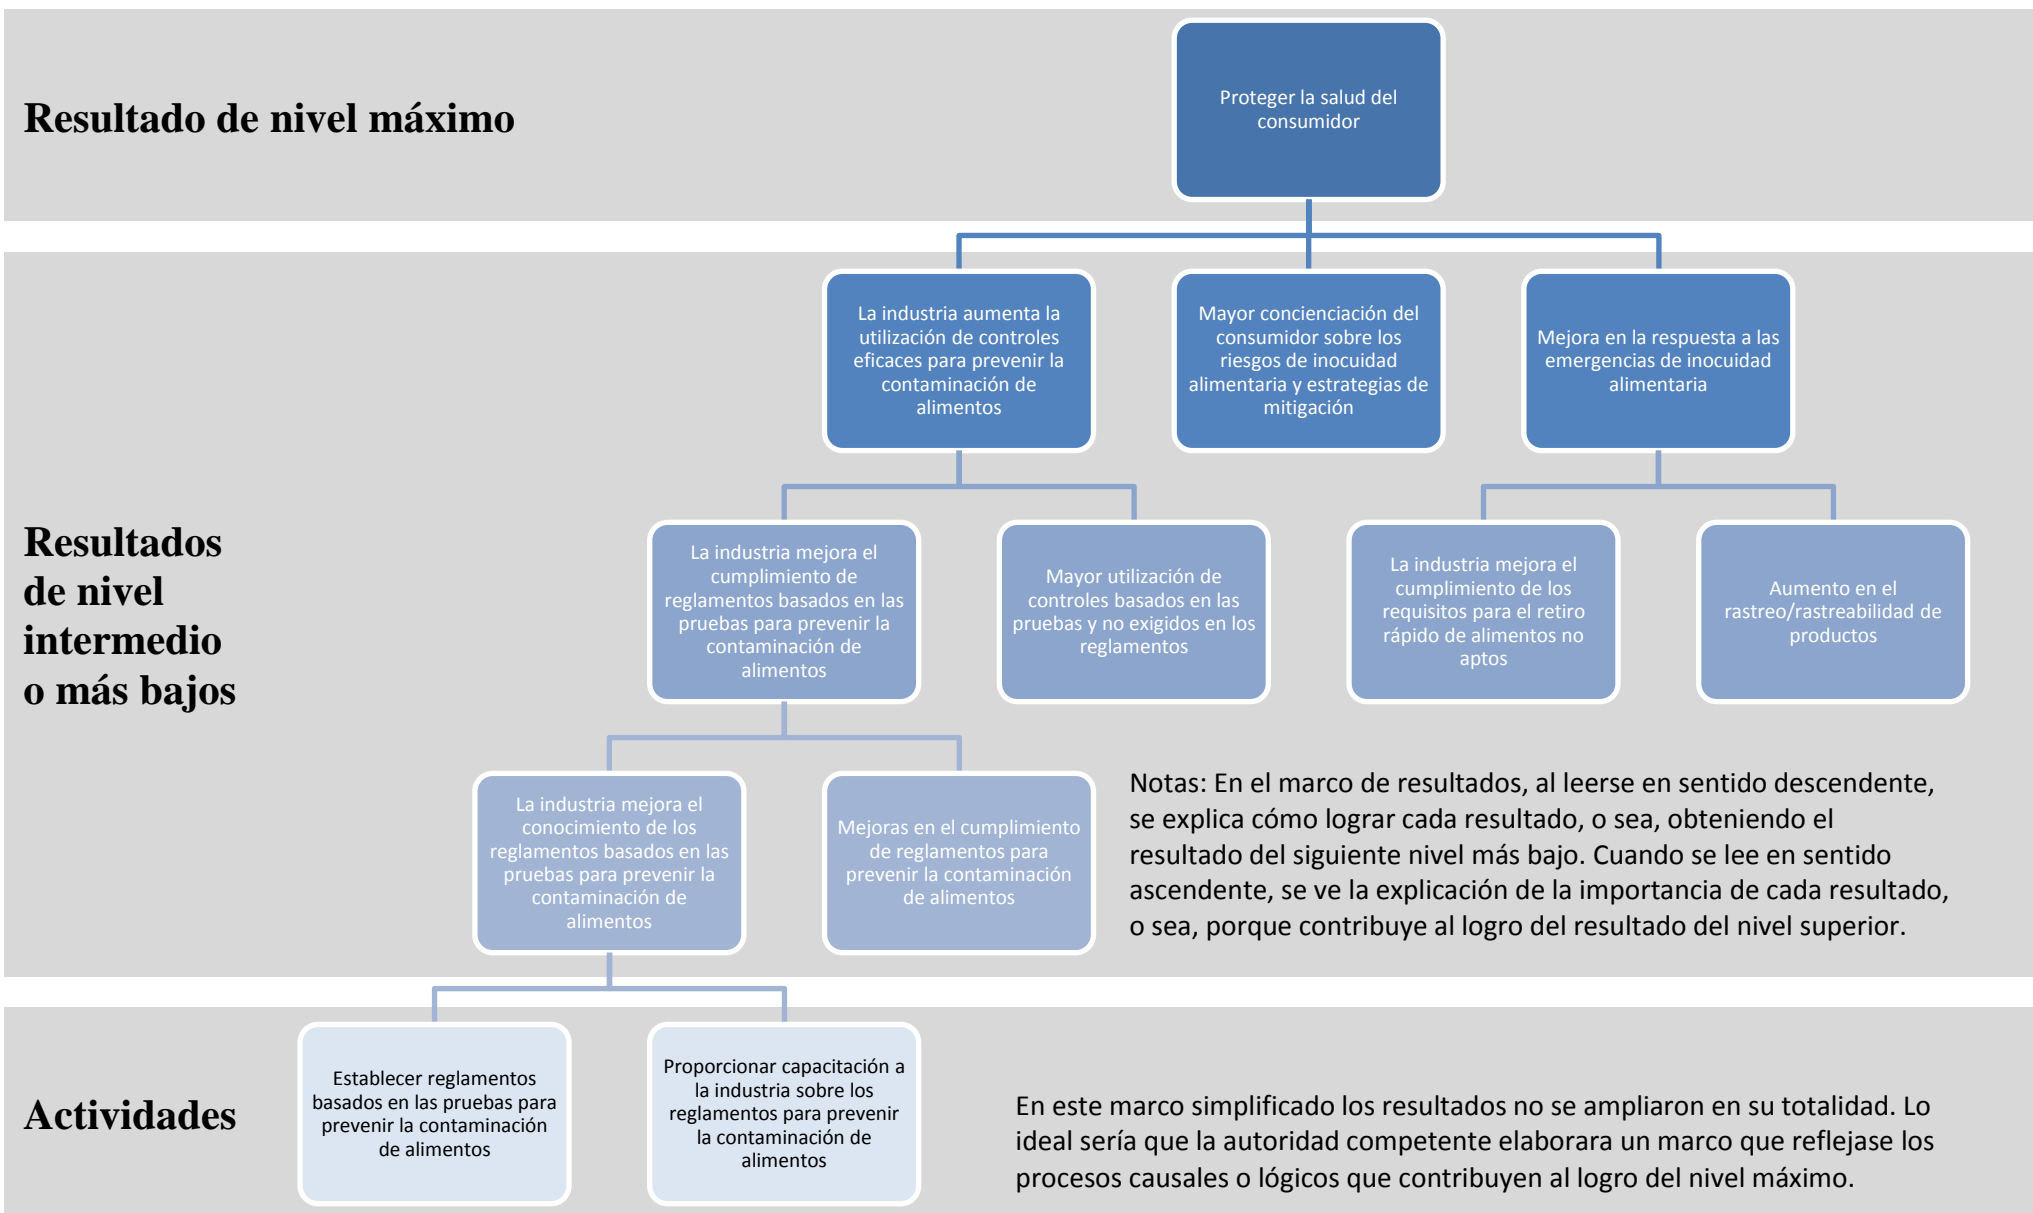 Resultado de nivel máximo
Proteger la salud del
consumidor
La industria aumenta la
utilización de controles
eficaces para prevenir la
contaminación de
alimentos
Mayor concienciación del
consumidor sobre los
riesgos de inocuidad
alimentaria y estrategias de
mitigación
Mejora en la respuesta a las
emergencias de inocuidad
alimentaria
Resultados
de nivel
intermedio
o más bajos
La industria mejora el
cumplimiento de
reglamentos basados en las
pruebas para prevenir la
contaminación de
alimentos
Mayor utilización de
controles basados en las
pruebas y no exigidos en los
reglamentos
La industria mejora el
cumplimiento de los
requisitos para el retiro
rápido de alimentos no
aptos
Aumento en el
rastreo/rastreabilidad de
productos
La industria mejora el
conocimiento de los
reglamentos basados en las
pruebas para prevenir la
contaminación de
alimentos
Mejoras en el cumplimiento
de reglamentos para
prevenir la contaminación
de alimentos
Notas: En el marco de resultados, al leerse en sentido descendente,
se explica cómo lograr cada resultado, o sea, obteniendo el
resultado del siguiente nivel más bajo. Cuando se lee en sentido
ascendente, se ve la explicación de la importancia de cada resultado,
o sea, porque contribuye al logro del resultado del nivel superior.
Actividades
Establecer reglamentos
basados en las pruebas para
prevenir la contaminación
de alimentos
Proporcionar capacitación a
la industria sobre los
reglamentos para prevenir
la contaminación de
alimentos
En este marco simplificado los resultados no se ampliaron en su totalidad. Lo
ideal sería que la autoridad competente elaborara un marco que reflejase los
procesos causales o lógicos que contribuyen al logro del nivel máximo.